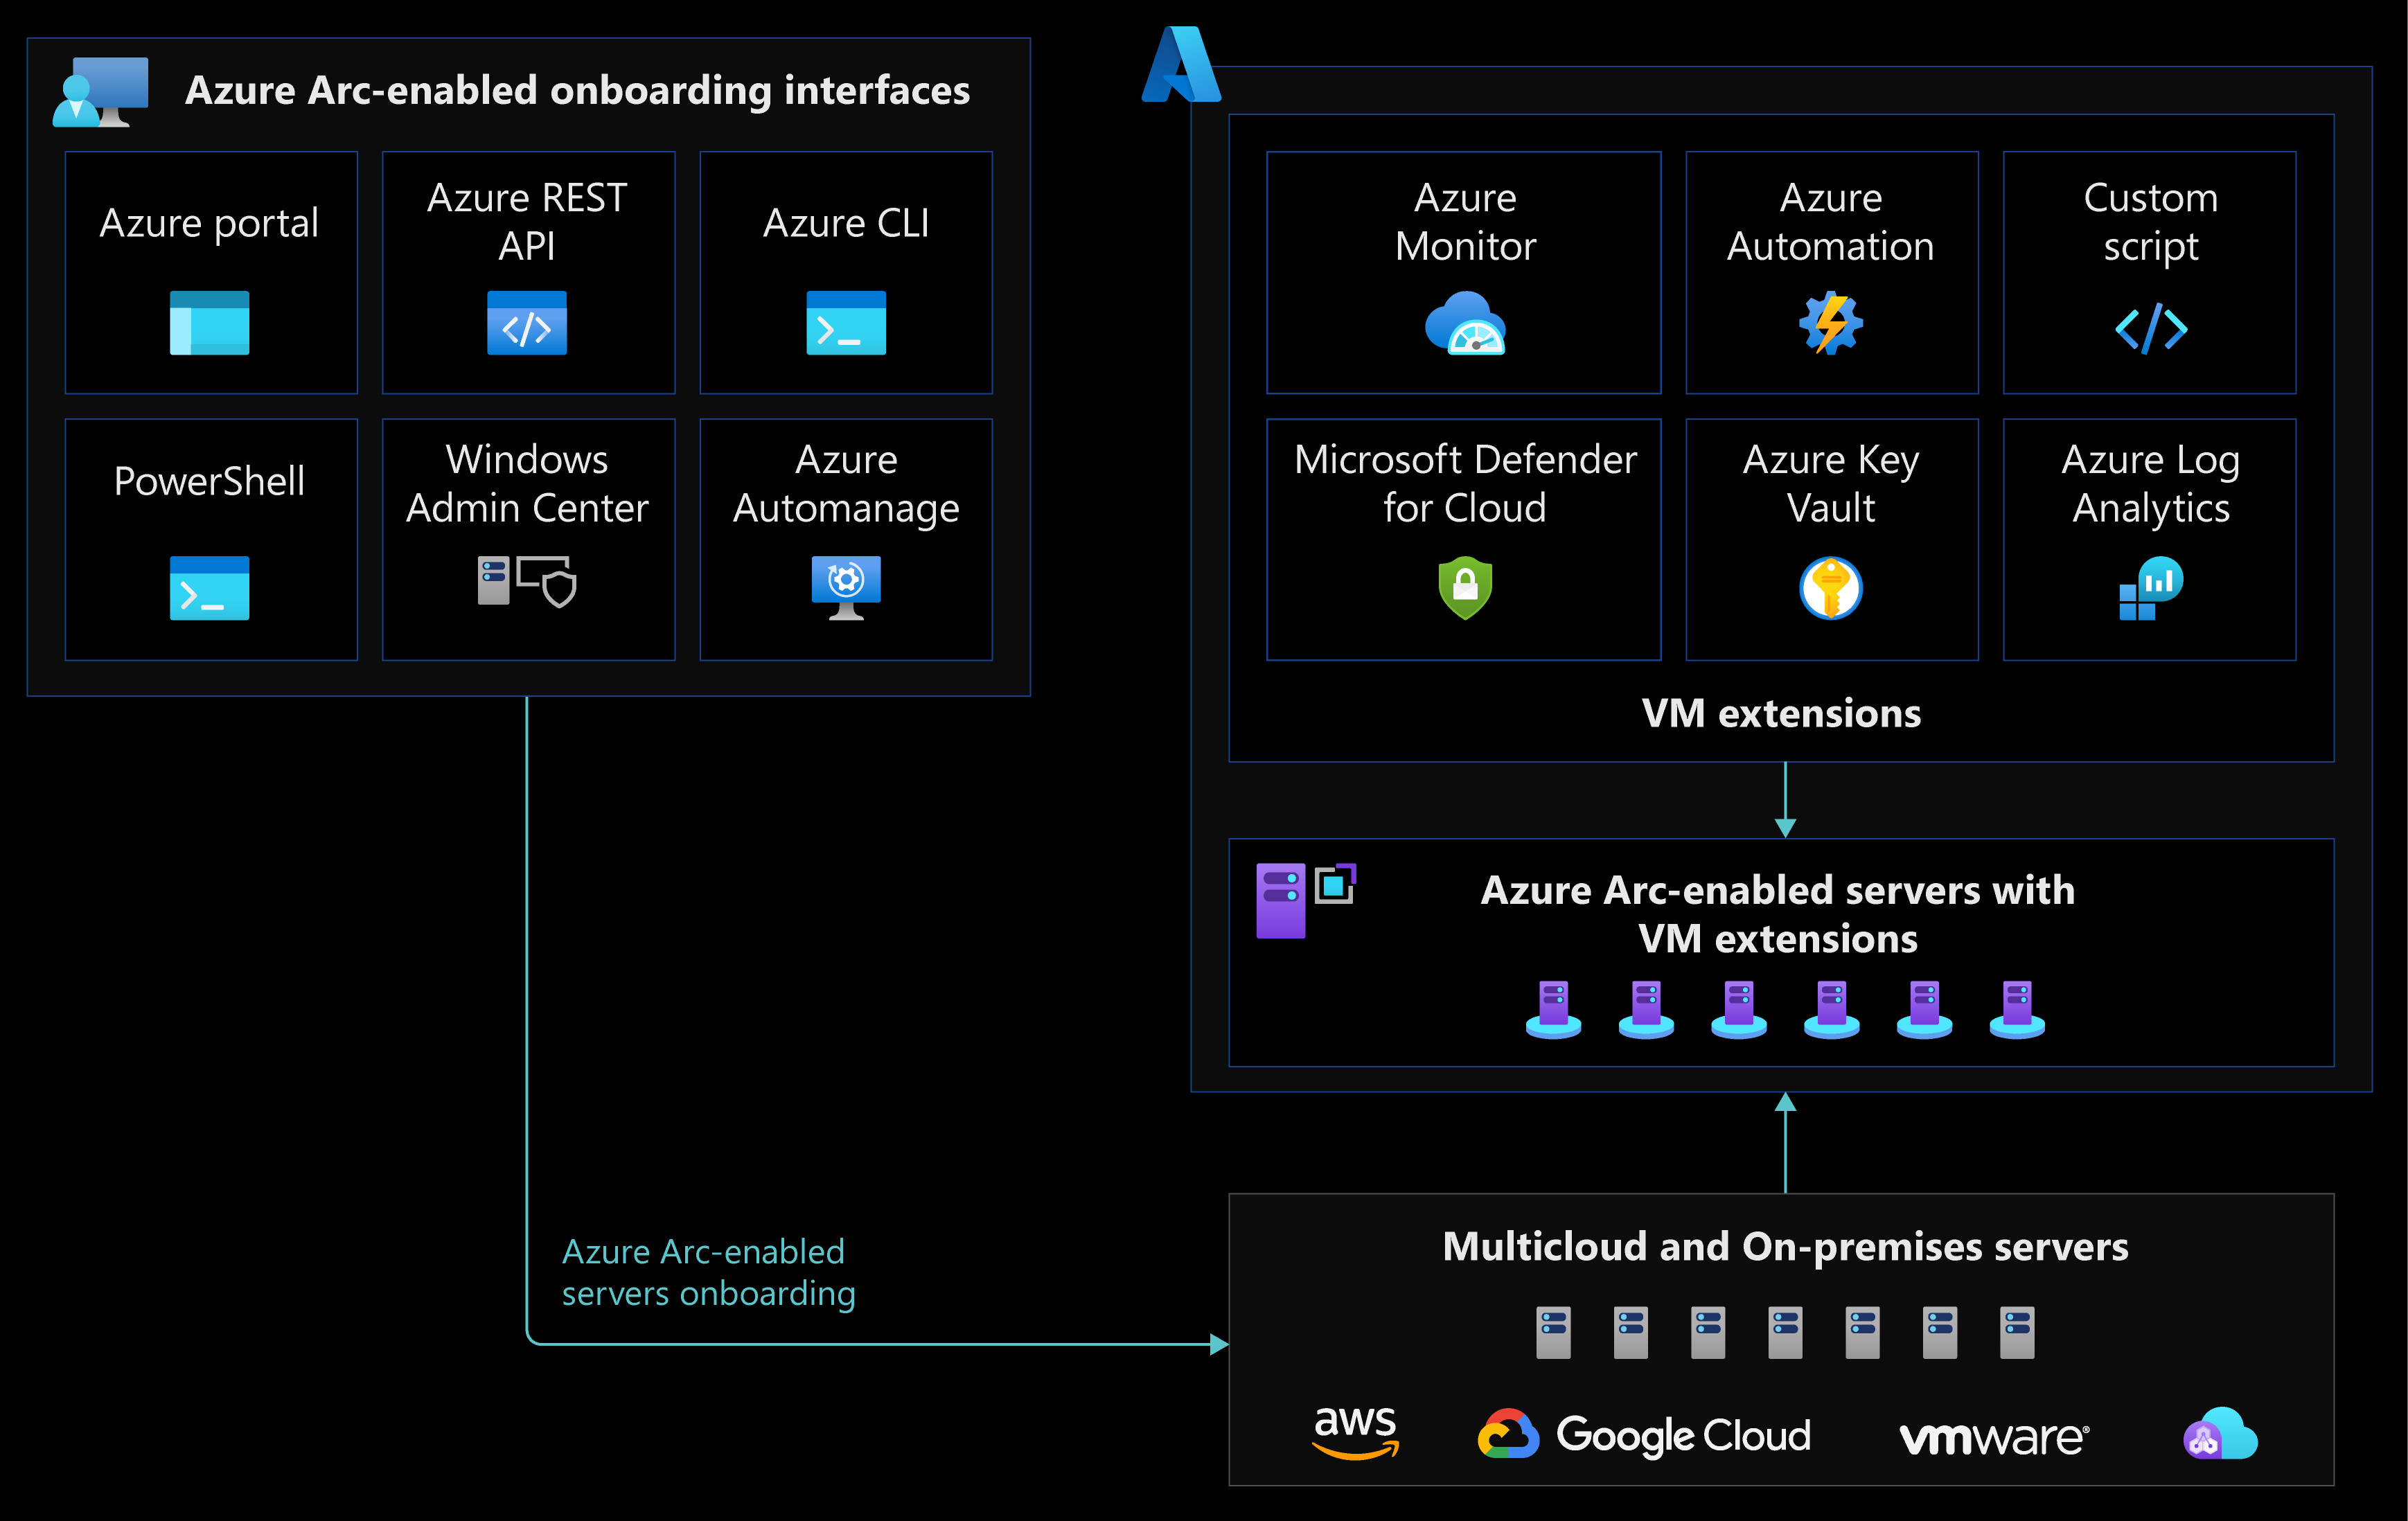 Azure Arc-enabled onboarding interfaces
Azure portal
Azure REST
API
Azure CLI
PowerShell
Windows
Admin Center
Azure
Automanage
Azure
Monitor
Azure
Automation
Custom
script
Microsoft Defender
for Cloud
Azure Key
Vault
Azure Log
Analytics
VM extensions
Azure Arc-enabled servers with
VM extensions
Azure Arc-enabled
servers onboarding
Multicloud and On-premises servers
aws
Google Cloud
vmware®